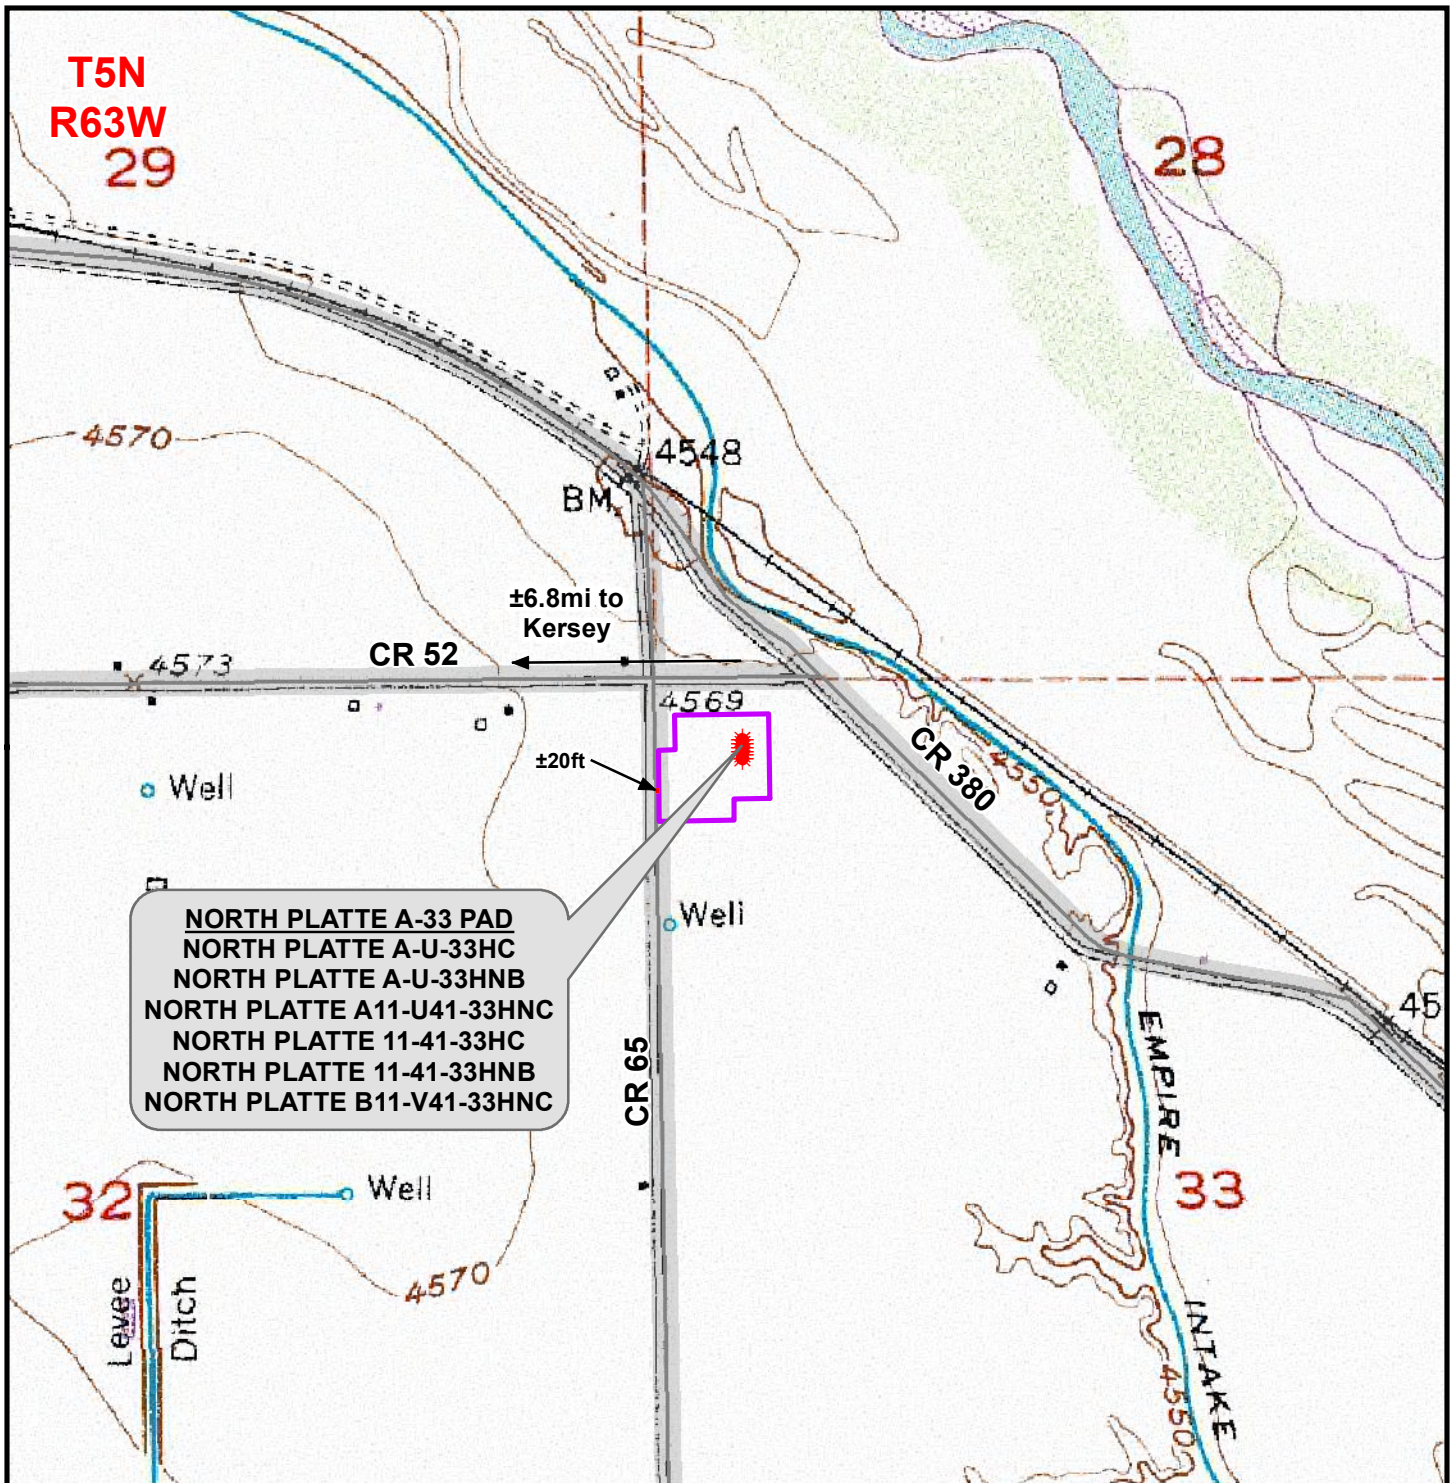 T5N
R63W
29
28
4570
4548
BM
±6.8mi to
Kersey
CR 52
4573
4569
±20ft
CR 380
4550
Well
Well
NORTH PLATTE A-33 PAD
NORTH PLATTE A-U-33HC
NORTH PLATTE A-U-33HNB
NORTH PLATTE A11-U41-33HNC
NORTH PLATTE 11-41-33HC
NORTH PLATTE 11-41-33HNB
NORTH PLATTE B11-V41-33HNC
45
CR 65
EMPIRE
INTAKE
32
Well
33
4570
Levee
Ditch
4550